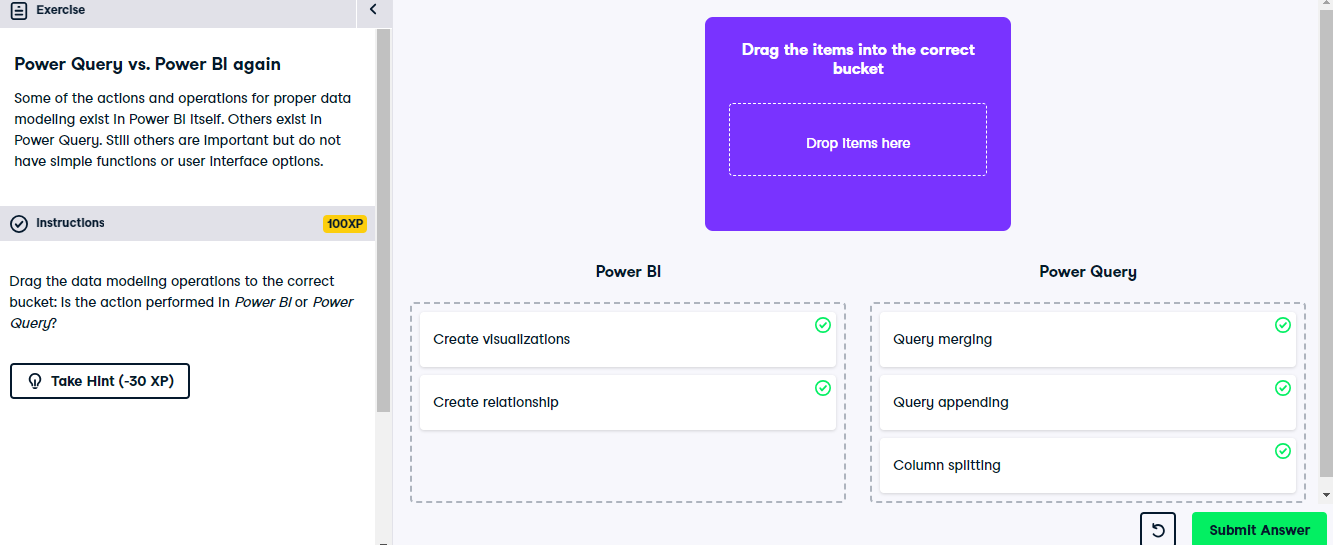 Exercise
Power Query vs. Power BI again
Some of the actions and operations for proper data
modeling exist in Power BI itself. Others exist in
Power Query. Still others are important but do not
have simple functions or user interface options.
Instructions
100XP
Drag the data modeling operations to the correct
bucket: is the action performed in Power BI or Power
Query?
Take Hint (-30 XP)
Drag the items into the correct
bucket
Drop items here
Power BI
Create visualizations
Create relationship
Power Query
Query merging
Query appending
Column splitting
Submit Answer